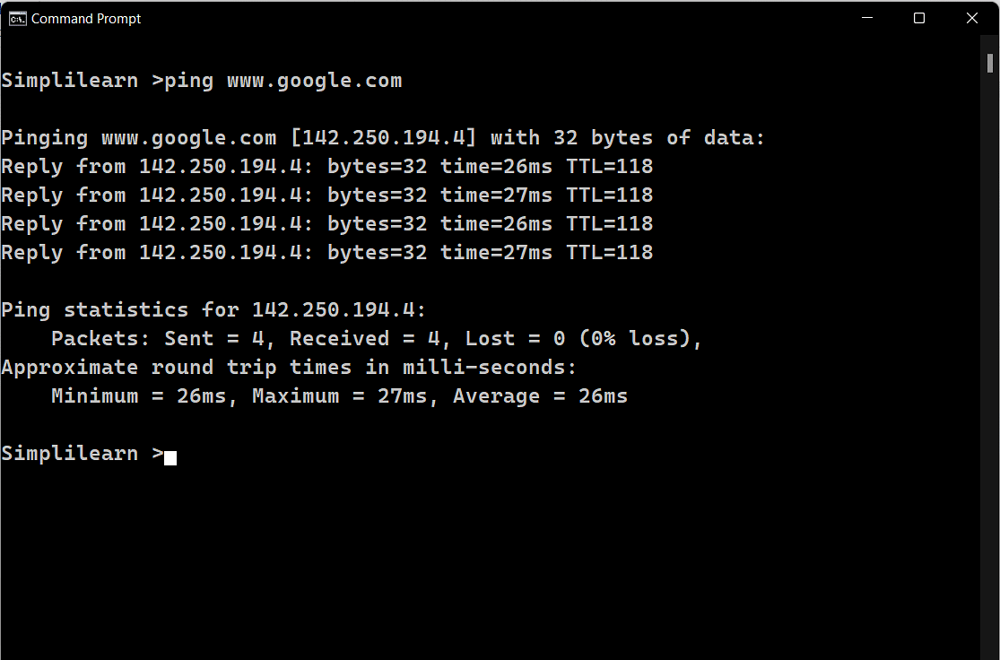 Command Prompt
Simplilearn >ping www.google.com
Pinging www.google.com [142.250.194.4] with 32 bytes of data:
Reply from 142.250.194.4: bytes=32 time=26ms TTL=118
Reply from 142.250.194.4: bytes=32 time=27ms TTL=118
Reply from 142.250.194.4: bytes=32 time=26ms TTL=118
Reply from 142.250.194.4: bytes=32 time=27ms TTL=118
Ping statistics for 142.250.194.4:
    Packets: Sent = 4, Received = 4, Lost = 0 (0% loss),
Approximate round trip times in milli-seconds:
    Minimum = 26ms, Maximum = 27ms, Average = 26ms
Simplilearn >